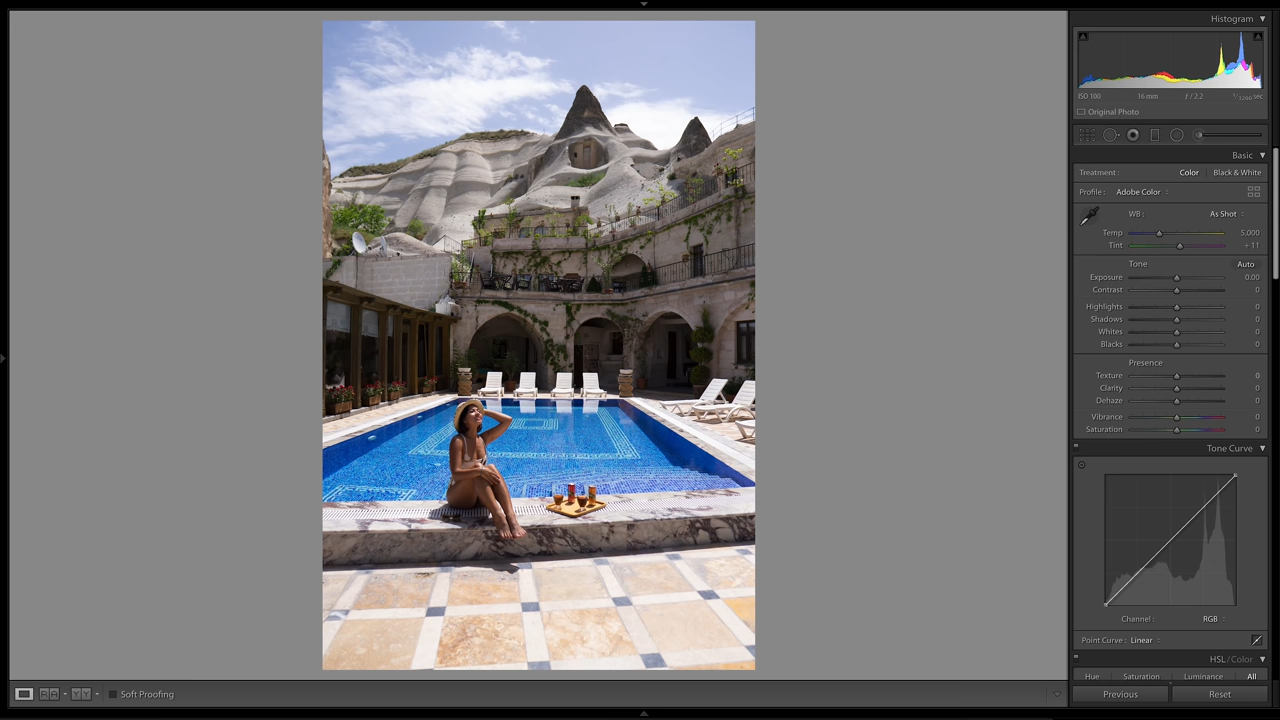 Histogram
ISO 100 16 mm ƒ / 2.2 1/1200 sec
Original Photo
Basic
Treatment : Color Black & White
Profile : Adobe Color
WB : As Shot
Temp 5,000
Tint + 11
Tone Auto
Exposure 0.00
Contrast 0
Highlights 0
Shadows 0
Whites 0
Blacks 0
Presence
Texture 0
Clarity 0
Dehaze 0
Vibrance 0
Saturation 0
Tone Curve
Channel : RGB
Point Curve : Linear
HSL / Color
Hue Saturation Luminance All
R A Y Y Soft Proofing Previous Reset